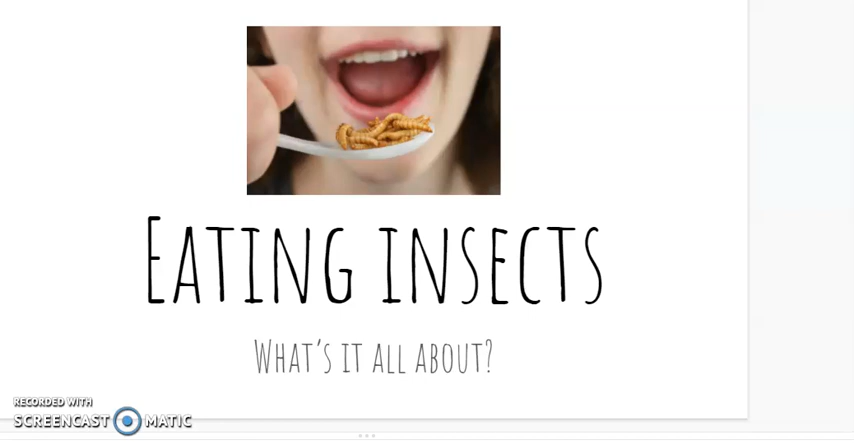 EATING INSECTS
WHAT'S IT ALL ABOUT?
RECORDED WITH
SCREENCAST MATIC